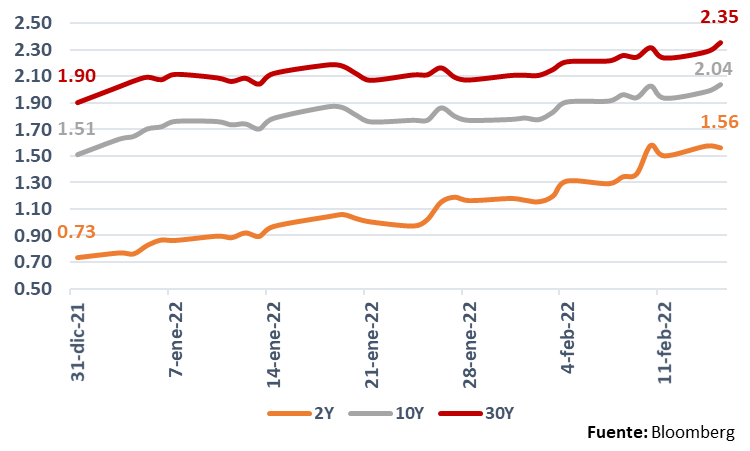 2.50
2.30
2.10
1.90
1.70
1.50
1.30
1.10
0.90
0.70
0.50
1.90
1.51
0.73
2.35
2.04
1.56
31-dic-21
7-ene-22
14-ene-22
21-ene-22
28-ene-22
4-feb-22
11-feb-22
2Y 10Y 30Y
Fuente: Bloomberg